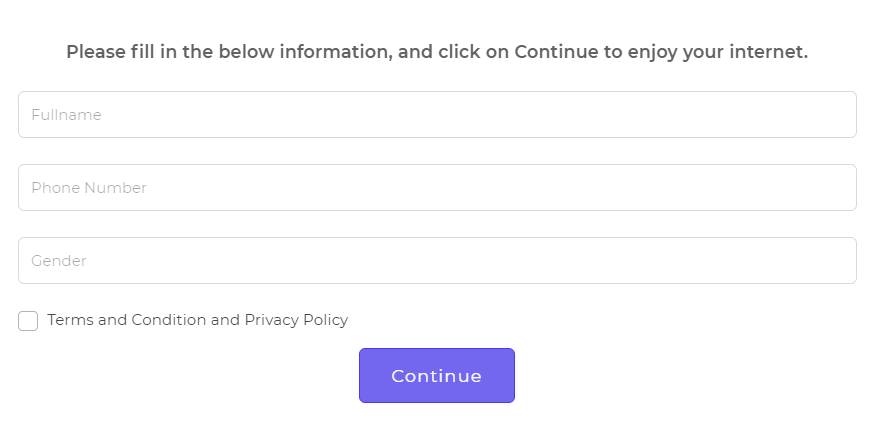 Please fill in the below information, and click on Continue to enjoy your internet.
Fullname
Phone Number
Gender
Terms and Condition and Privacy Policy
Continue